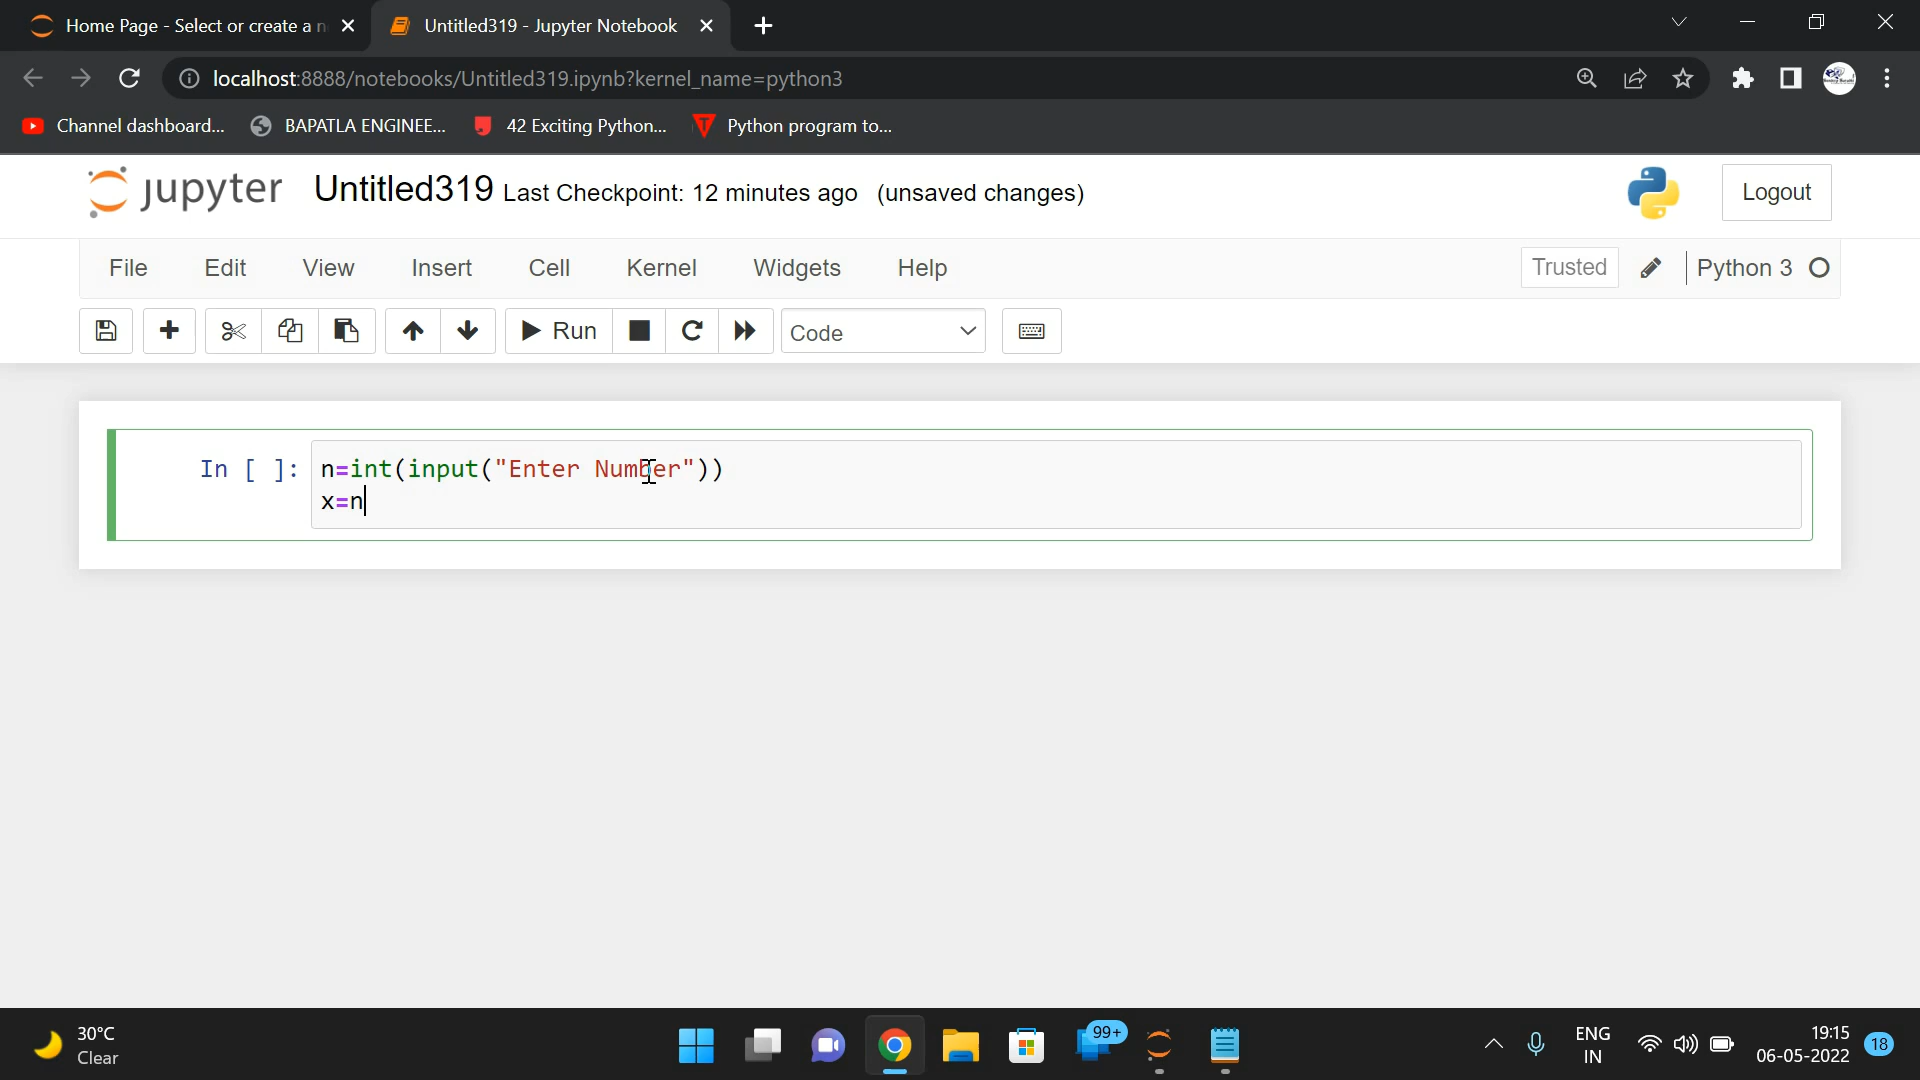 Home Page - Select or create a n
Untitled319 - Jupyter Notebook
localhost:8888/notebooks/Untitled319.ipynb?kernel_name=python3
Channel dashboard...
BAPATLA ENGINEE...
42 Exciting Python...
Python program to...
jupyter Untitled319 Last Checkpoint: 12 minutes ago (unsaved changes)
Logout
File Edit View Insert Cell Kernel Widgets Help
Trusted
Python 3
Run
Code
In [ ]: n=int(input("Enter Number"))
x=n
30°C
Clear
99+
ENG
IN
19:15
06-05-2022
18